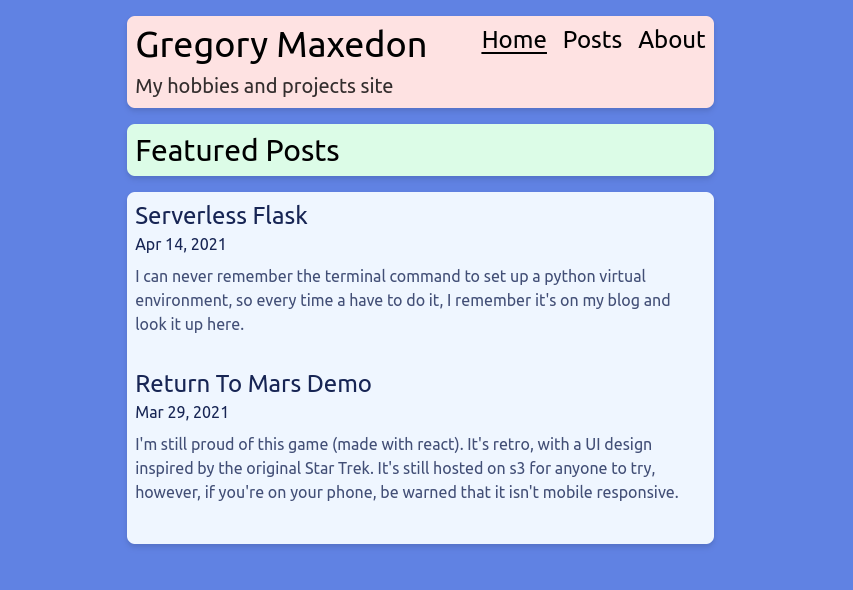 Gregory Maxedon
Home Posts About
My hobbies and projects site
Featured Posts
Serverless Flask
Apr 14, 2021
I can never remember the terminal command to set up a python virtual
environment, so every time a have to do it, I remember it's on my blog and
look it up here.
Return To Mars Demo
Mar 29, 2021
I'm still proud of this game (made with react). It's retro, with a UI design
inspired by the original Star Trek. It's still hosted on s3 for anyone to try,
however, if you're on your phone, be warned that it isn't mobile responsive.